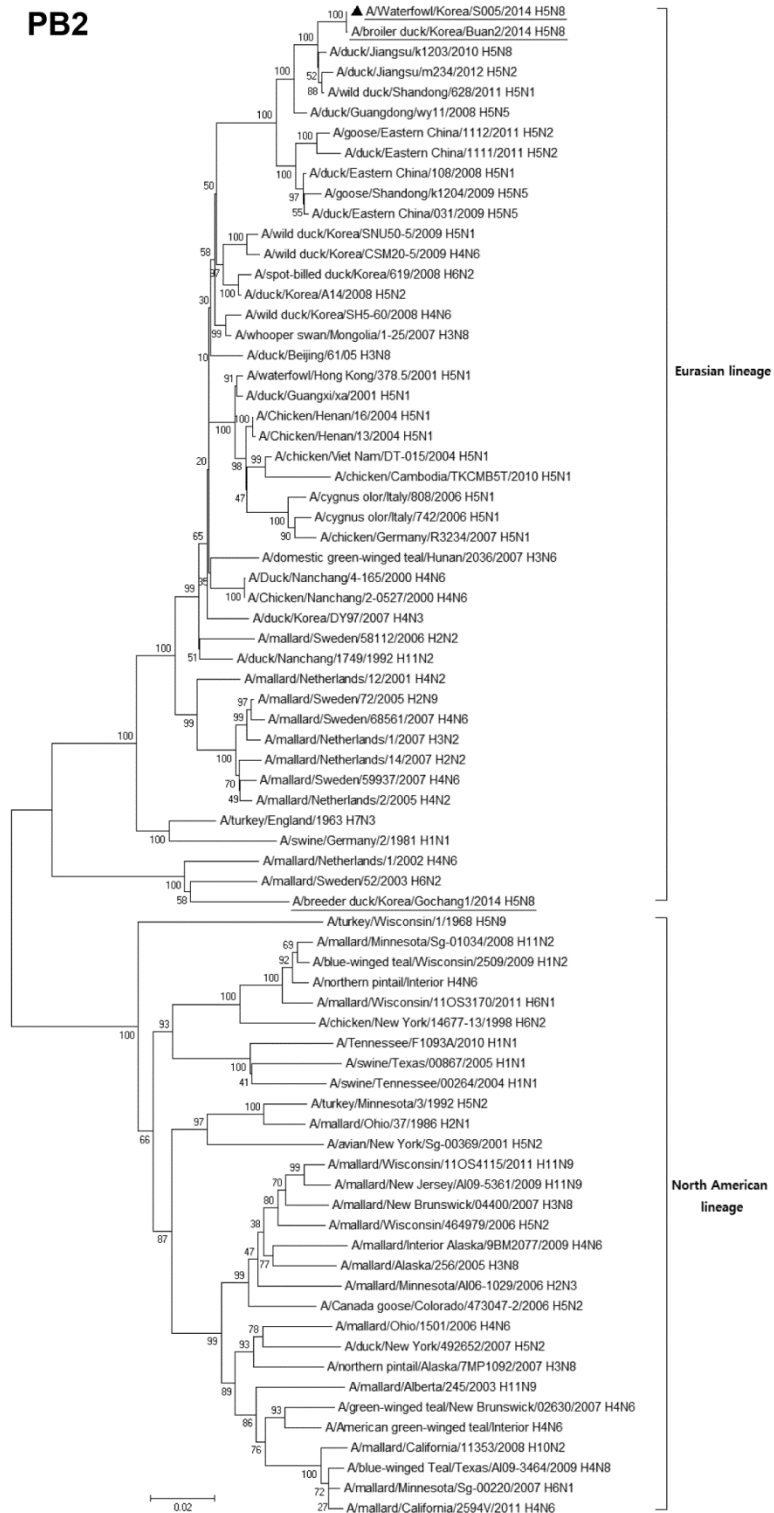 PB2
A/Waterfowl/Korea/S005/2014 H5N8
A/broiler duck/Korea/Buan2/2014 H5N8
A/duck/Jiangsu/k1203/2010 H5N8
A/duck/Jiangsu/m234/2012 H5N2
A/wild duck/Shandong/628/2011 H5N1
A/duck/Guangdong/wy11/2008 H5N5
A/goose/Eastern China/1112/2011 H5N2
A/duck/Eastern China/1111/2011 H5N2
A/duck/Eastern China/108/2008 H5N1
A/goose/Shandong/k1204/2009 H5N5
A/duck/Eastern China/031/2009 H5N5
A/wild duck/Korea/SNU50-5/2009 H5N1
A/wild duck/Korea/CSM20-5/2009 H4N6
A/spot-billed duck/Korea/619/2008 H6N2
A/duck/Korea/A14/2008 H5N2
A/wild duck/Korea/SH5-60/2008 H4N6
A/whooper swan/Mongolia/1-25/2007 H3N8
A/duck/Beijing/61/05 H3N8
A/waterfowl/Hong Kong/378.5/2001 H5N1
A/duck/Guangxi/xa/2001 H5N1
A/Chicken/Henan/16/2004 H5N1
A/Chicken/Henan/13/2004 H5N1
A/chicken/Viet Nam/DT-015/2004 H5N1
A/chicken/Cambodia/TKCMB5T/2010 H5N1
A/cygnus olor/Italy/808/2006 H5N1
A/cygnus olor/Italy/742/2006 H5N1
A/chicken/Germany/R3234/2007 H5N1
A/domestic green-winged teal/Hunan/2036/2007 H3N6
A/Duck/Nanchang/4-165/2000 H4N6
A/Chicken/Nanchang/2-0527/2000 H4N6
A/duck/Korea/DY97/2007 H4N3
A/mallard/Sweden/58112/2006 H2N2
A/duck/Nanchang/1749/1992 H11N2
A/mallard/Netherlands/12/2001 H4N2
A/mallard/Sweden/72/2005 H2N9
A/mallard/Sweden/68561/2007 H4N6
A/mallard/Netherlands/1/2007 H3N2
A/mallard/Netherlands/14/2007 H2N2
A/mallard/Sweden/59937/2007 H4N6
A/mallard/Netherlands/2/2005 H4N2
A/turkey/England/1963 H7N3
A/swine/Germany/2/1981 H1N1
A/mallard/Netherlands/1/2002 H4N6
A/mallard/Sweden/52/2003 H6N2
A/breeder duck/Korea/Gochang1/2014 H5N8
Eurasian lineage
A/turkey/Wisconsin/1/1968 H5N9
A/mallard/Minnesota/Sg-01034/2008 H11N2
A/blue-winged teal/Wisconsin/2509/2009 H1N2
A/northern pintail/Interior H4N6
A/mallard/Wisconsin/11OS3170/2011 H6N1
A/chicken/New York/14677-13/1998 H6N2
A/Tennessee/F1093A/2010 H1N1
A/swine/Texas/00867/2005 H1N1
A/swine/Tennessee/00264/2004 H1N1
A/turkey/Minnesota/3/1992 H5N2
A/mallard/Ohio/37/1986 H2N1
A/avian/New York/Sg-00369/2001 H5N2
A/mallard/Wisconsin/11OS4115/2011 H11N9
A/mallard/New Jersey/AI09-5361/2009 H11N9
A/mallard/New Brunswick/04400/2007 H3N8
A/mallard/Wisconsin/464979/2006 H5N2
A/mallard/Interior Alaska/9BM2077/2009 H4N6
A/mallard/Alaska/256/2005 H3N8
A/mallard/Minnesota/AI06-1029/2006 H2N3
A/Canada goose/Colorado/473047-2/2006 H5N2
A/mallard/Ohio/1501/2006 H4N6
A/duck/New York/492652/2007 H5N2
A/northern pintail/Alaska/7MP1092/2007 H3N8
A/mallard/Alberta/245/2003 H11N9
A/green-winged teal/New Brunswick/02630/2007 H4N6
A/American green-winged teal/Interior H4N6
A/mallard/California/11353/2008 H10N2
A/blue-winged Teal/Texas/AI09-3464/2009 H4N8
A/mallard/Minnesota/Sg-00220/2007 H6N1
A/mallard/California/2594V/2011 H4N6
North American
lineage
100
100
52
88
100
100
100
100
97
55
50
58
97
100
100
99
30
10
91
100
100
98
99
47
100
90
20
65
100
99
51
100
99
97
99
100
70
49
100
100
100
58
69
92
100
100
93
100
41
100
66
100
97
87
99
70
80
38
77
47
99
99
78
93
89
86
93
76
100
72
27
0.02